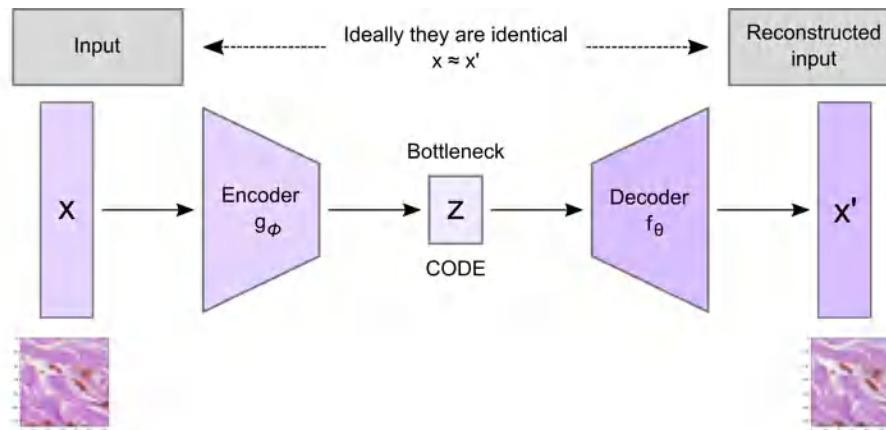 Input
Ideally they are identical
x ≈ x'
Reconstructed
input
x
Encoder
gϕ
Bottleneck
z
CODE
Decoder
fθ
x'